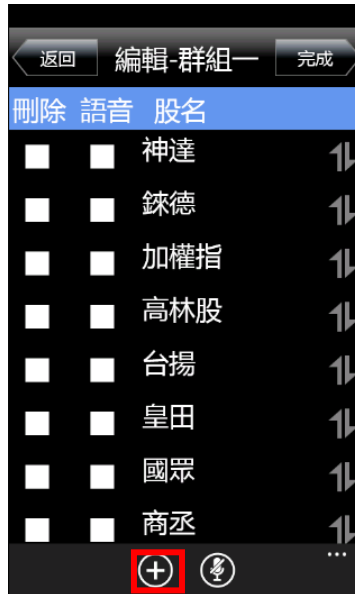 返回 編輯-群組一 完成
刪除 語音 股名
神達
錸德
加權指
高林股
台揚
皇田
國眾
商丞